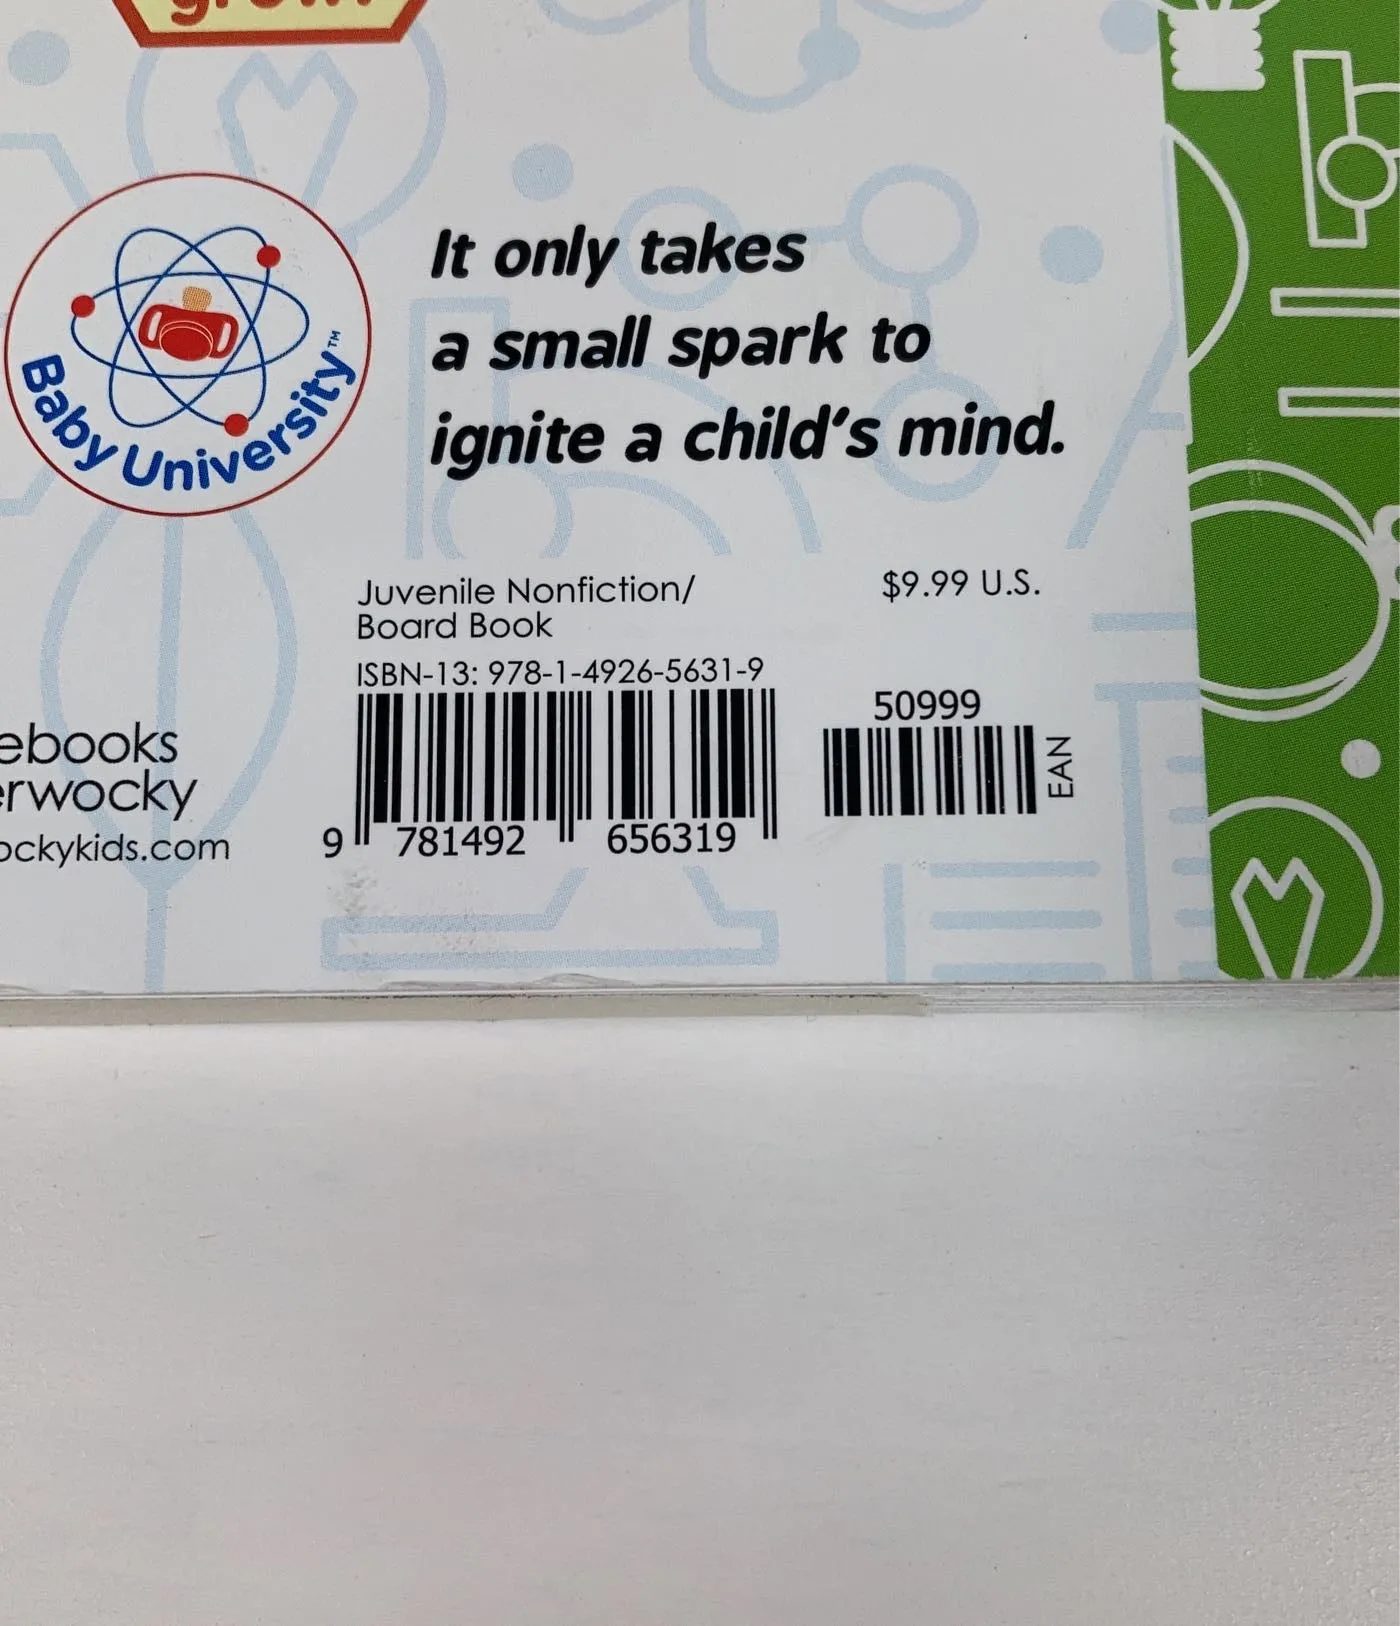 Baby University™
It only takes
a small spark to
ignite a child's mind.
Juvenile Nonfiction/
Board Book
$9.99 U.S.
ISBN-13: 978-1-4926-5631-9
50999
EAN
9 781492 656319
ebooks
erwocky
ockykids.com